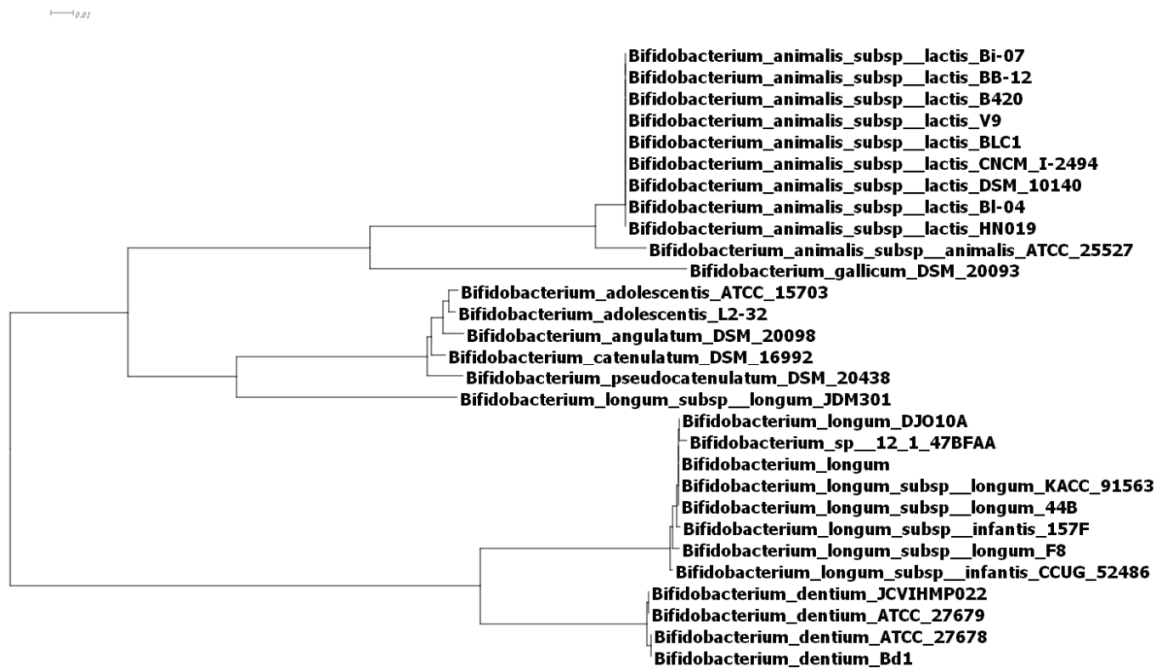 0.01
Bifidobacterium_animalis_subsp__lactis_Bi-07
Bifidobacterium_animalis_subsp__lactis_BB-12
Bifidobacterium_animalis_subsp__lactis_B420
Bifidobacterium_animalis_subsp__lactis_V9
Bifidobacterium_animalis_subsp__lactis_BLC1
Bifidobacterium_animalis_subsp__lactis_CNCM_I-2494
Bifidobacterium_animalis_subsp__lactis_DSM_10140
Bifidobacterium_animalis_subsp__lactis_Bl-04
Bifidobacterium_animalis_subsp__lactis_HN019
Bifidobacterium_animalis_subsp__animalis_ATCC_25527
Bifidobacterium_gallicum_DSM_20093
Bifidobacterium_adolescentis_ATCC_15703
Bifidobacterium_adolescentis_L2-32
Bifidobacterium_angulatum_DSM_20098
Bifidobacterium_catenulatum_DSM_16992
Bifidobacterium_pseudocatenulatum_DSM_20438
Bifidobacterium_longum_subsp__longum_JDM301
Bifidobacterium_longum_DJO10A
Bifidobacterium_sp__12_1_47BFAA
Bifidobacterium_longum
Bifidobacterium_longum_subsp__longum_KACC_91563
Bifidobacterium_longum_subsp__longum_44B
Bifidobacterium_longum_subsp__infantis_157F
Bifidobacterium_longum_subsp__longum_F8
Bifidobacterium_longum_subsp__infantis_CCUG_52486
Bifidobacterium_dentium_JCVIHMP022
Bifidobacterium_dentium_ATCC_27679
Bifidobacterium_dentium_ATCC_27678
Bifidobacterium_dentium_Bd1